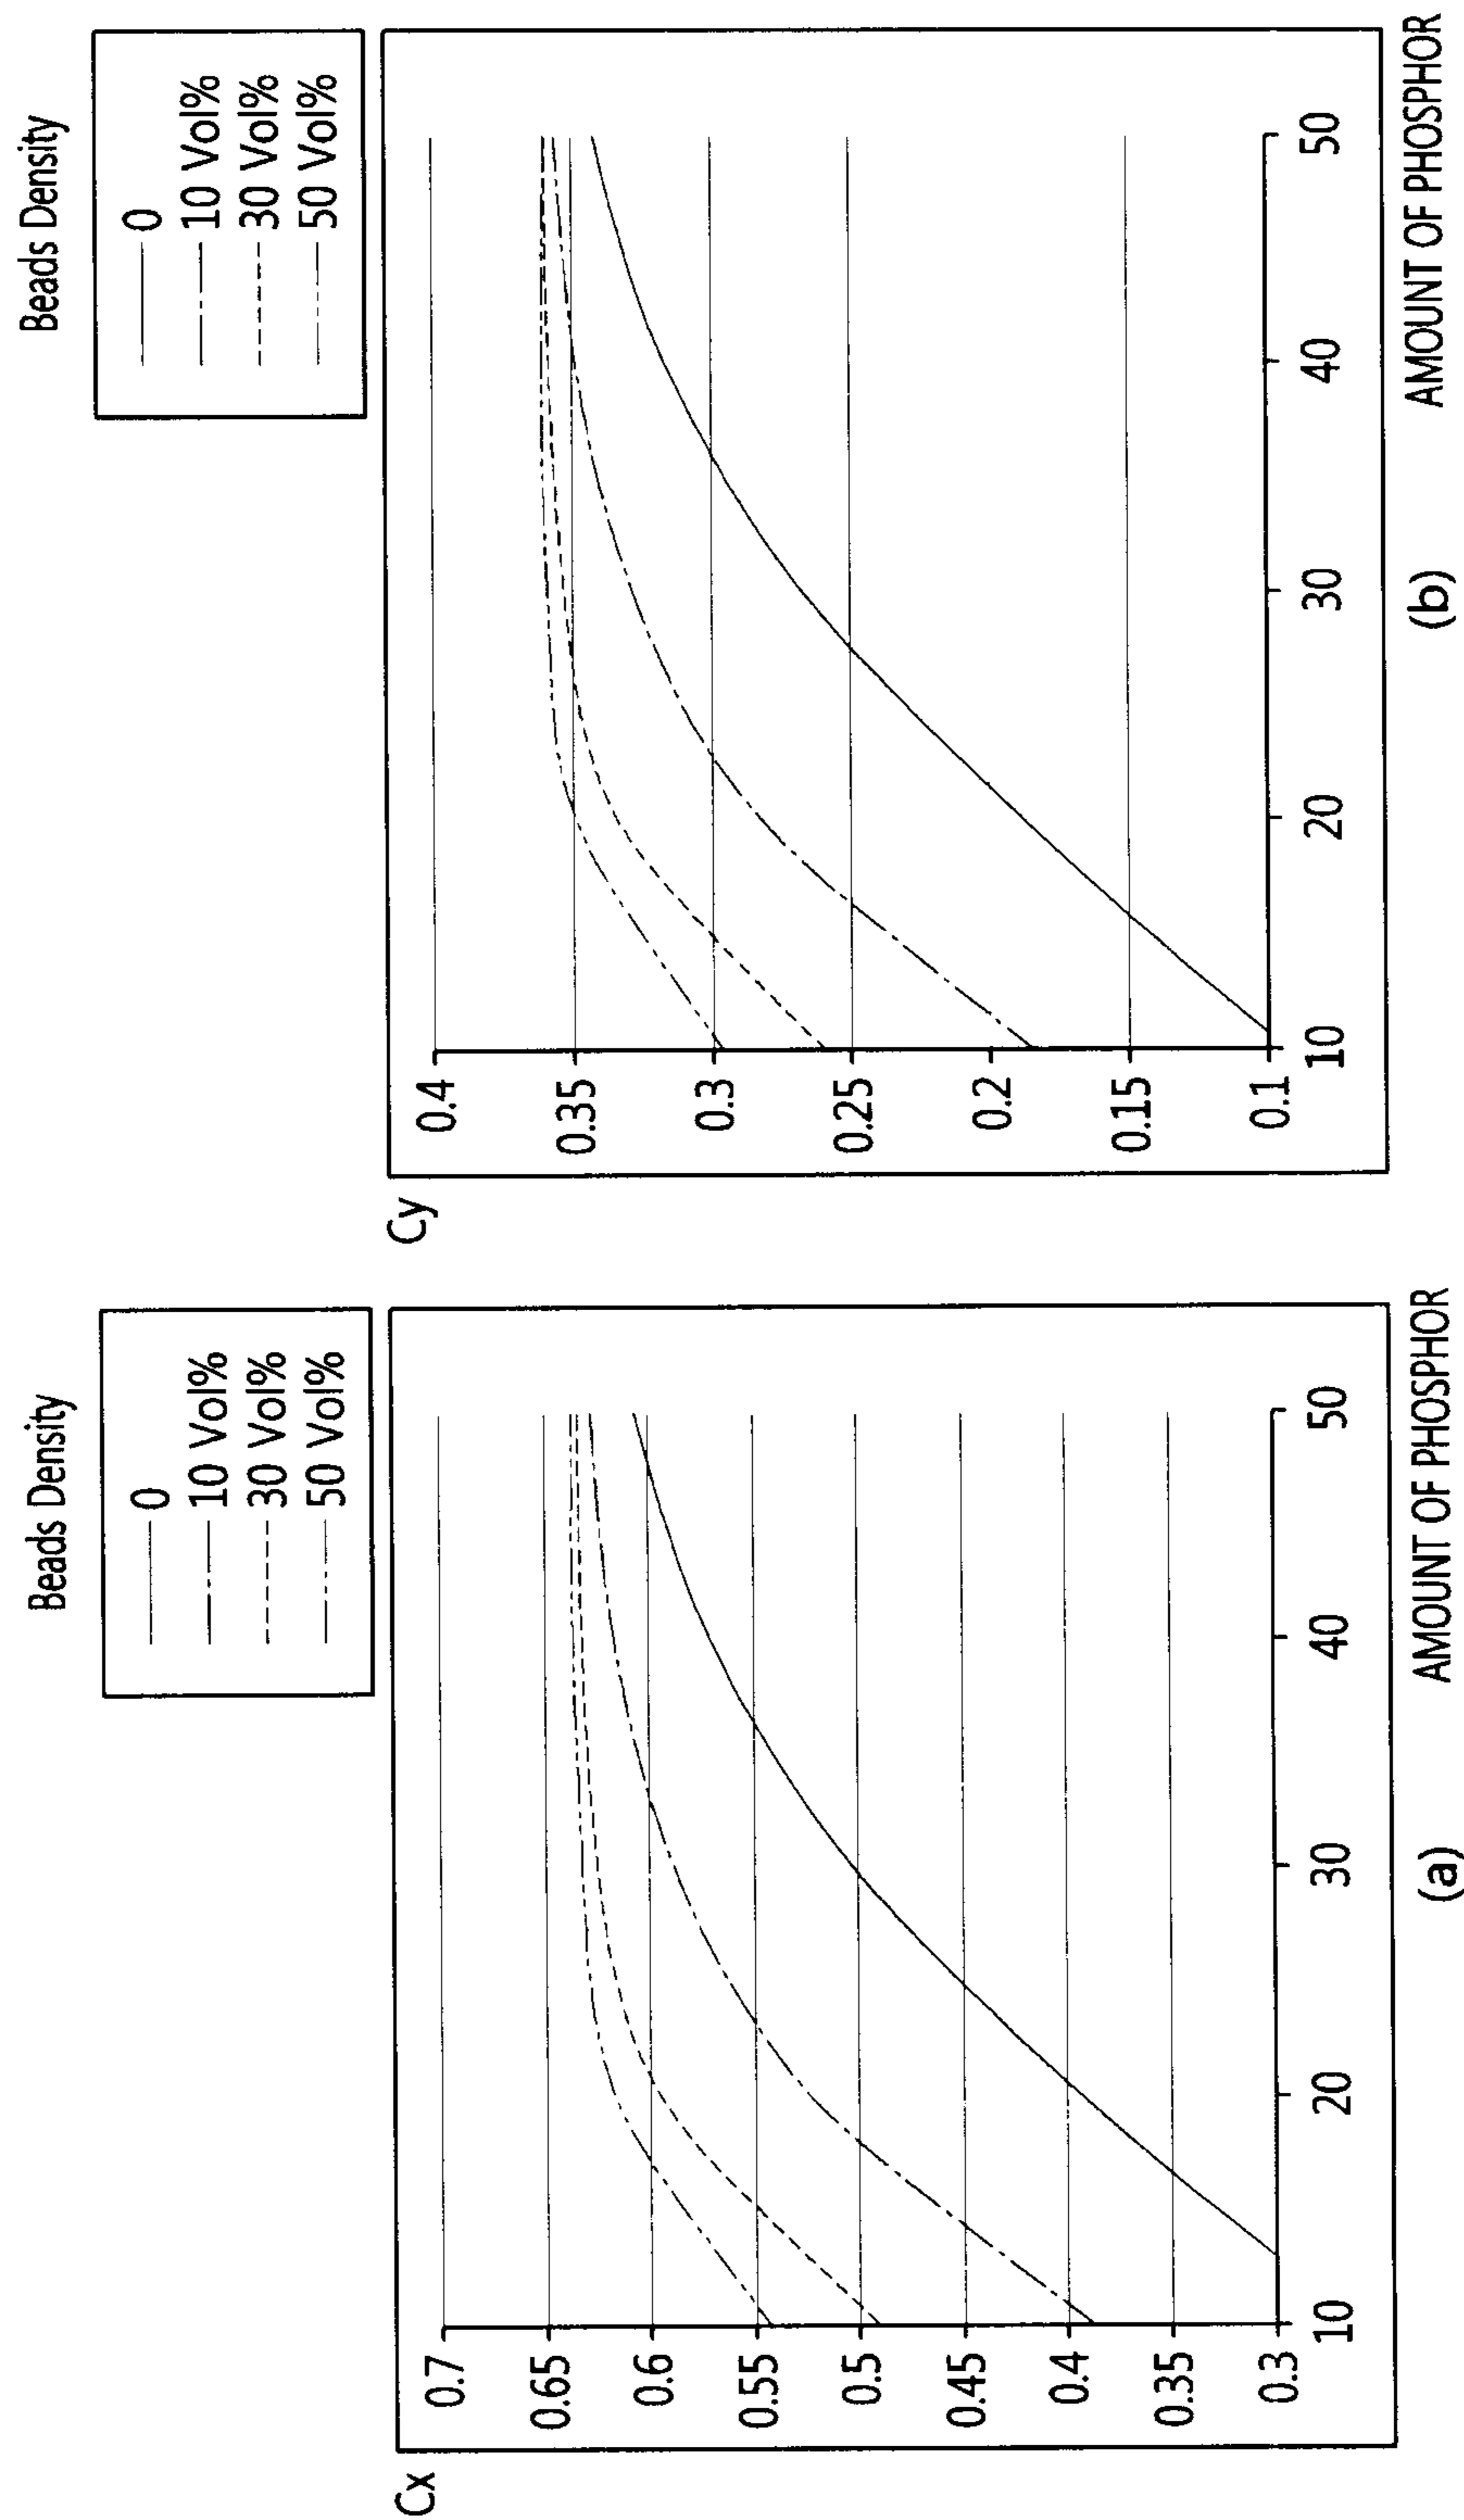 Beads Density
0
10 Vol%
30 Vol%
50 Vol%
Cx
0.7
0.65
0.6
0.55
0.5
0.45
0.4
0.35
0.3
10
20
30
40
50
AMOUNT OF PHOSPHOR
(a)
Beads Density
0
10 Vol%
30 Vol%
50 Vol%
Cy
0.4
0.35
0.3
0.25
0.2
0.15
0.1
10
20
30
40
50
AMOUNT OF PHOSPHOR
(b)